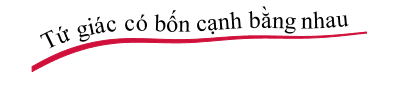 Tứ giác có bốn cạnh bằng nhau